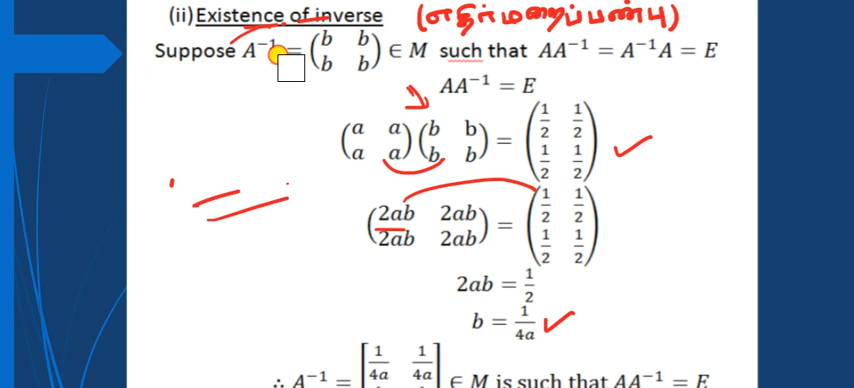 (ii) Existence of inverse (எதிர்மறைப்பண்பு)
Suppose A⁻¹ = (b b; b b) ∈ M such that AA⁻¹ = A⁻¹A = E
AA⁻¹ = E
(a a; a a)(b b; b b) = (1/2 1/2; 1/2 1/2)
(2ab 2ab; 2ab 2ab) = (1/2 1/2; 1/2 1/2)
2ab = 1/2
b = 1/4a
∴ A⁻¹ = [1/4a 1/4a ∈ M is such that AA⁻¹ = E